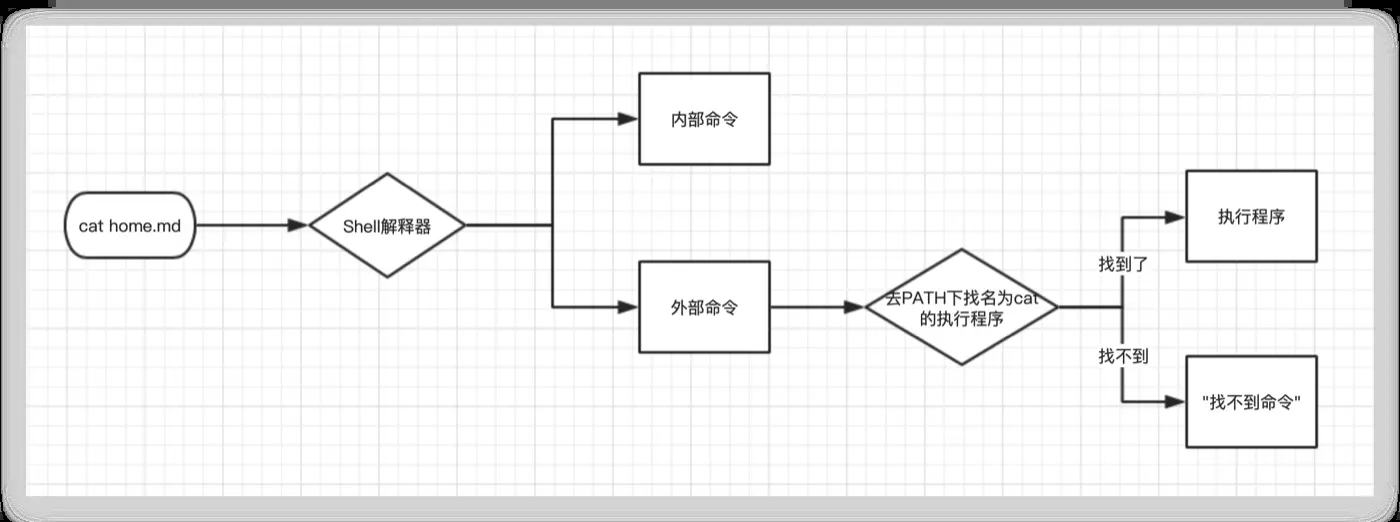 内部命令
cat home.md
Shell解释器
外部命令
去PATH下找名为cat
的执行程序
找到了
执行程序
找不到
"找不到命令"